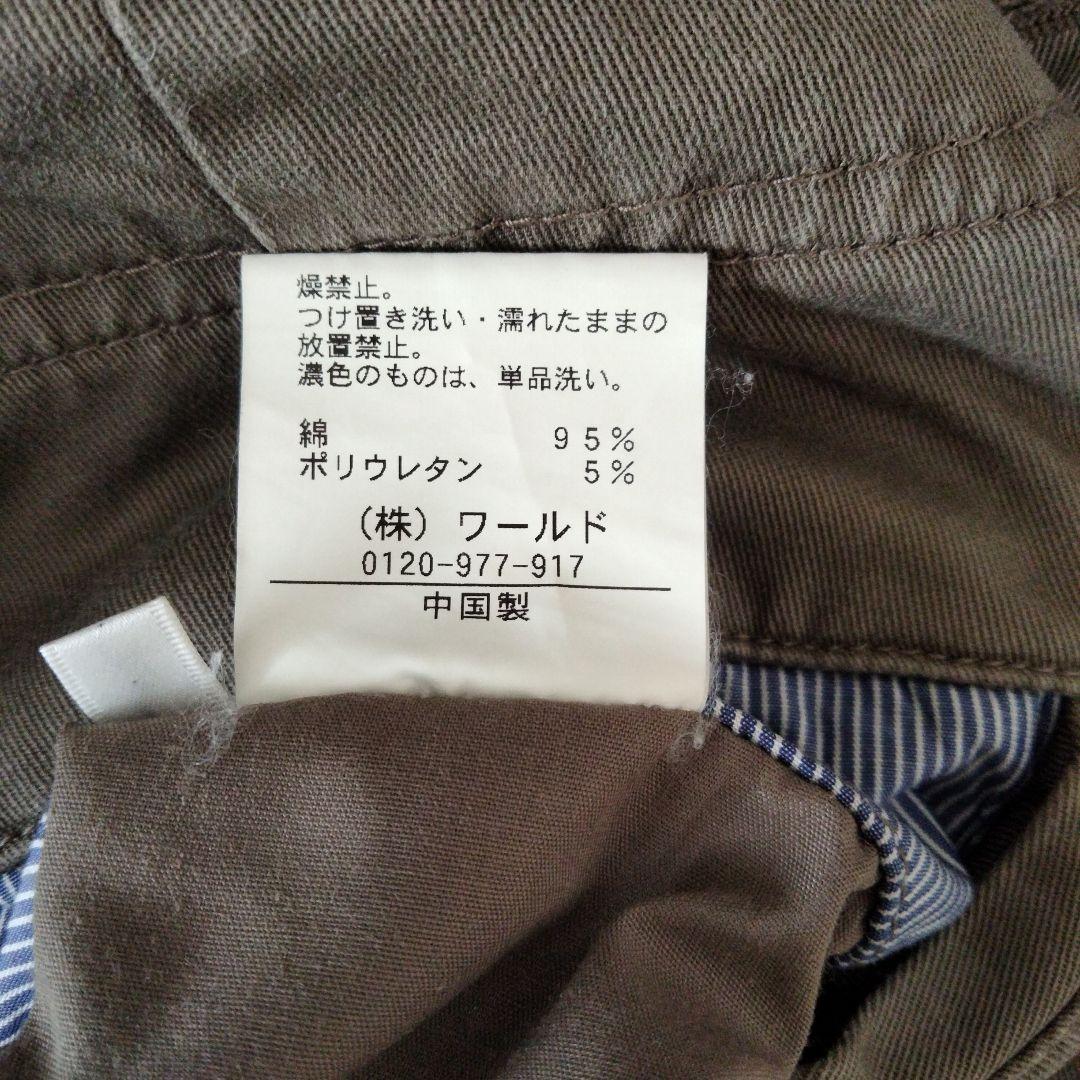 燥禁止。
つけ置き洗い・濡れたままの
放置禁止。
濃色のものは、単品洗い。
綿 95%
ポリウレタン 5%
(株) ワールド
0120-977-917
中国製